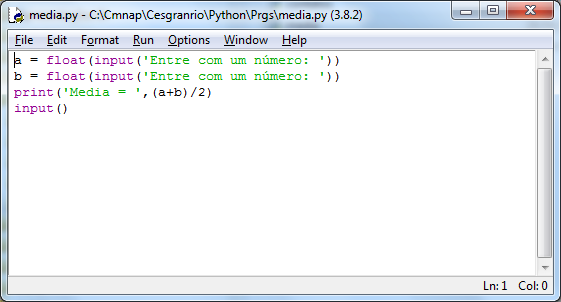 media.py - C:\Cmnap\Cesgranrio\Python\Prgs\media.py (3.8.2)
File Edit Format Run Options Window Help
a = float(input('Entre com um número: '))
b = float(input('Entre com um número: '))
print('Media = ',(a+b)/2)
input()
Ln: 1 Col: 0